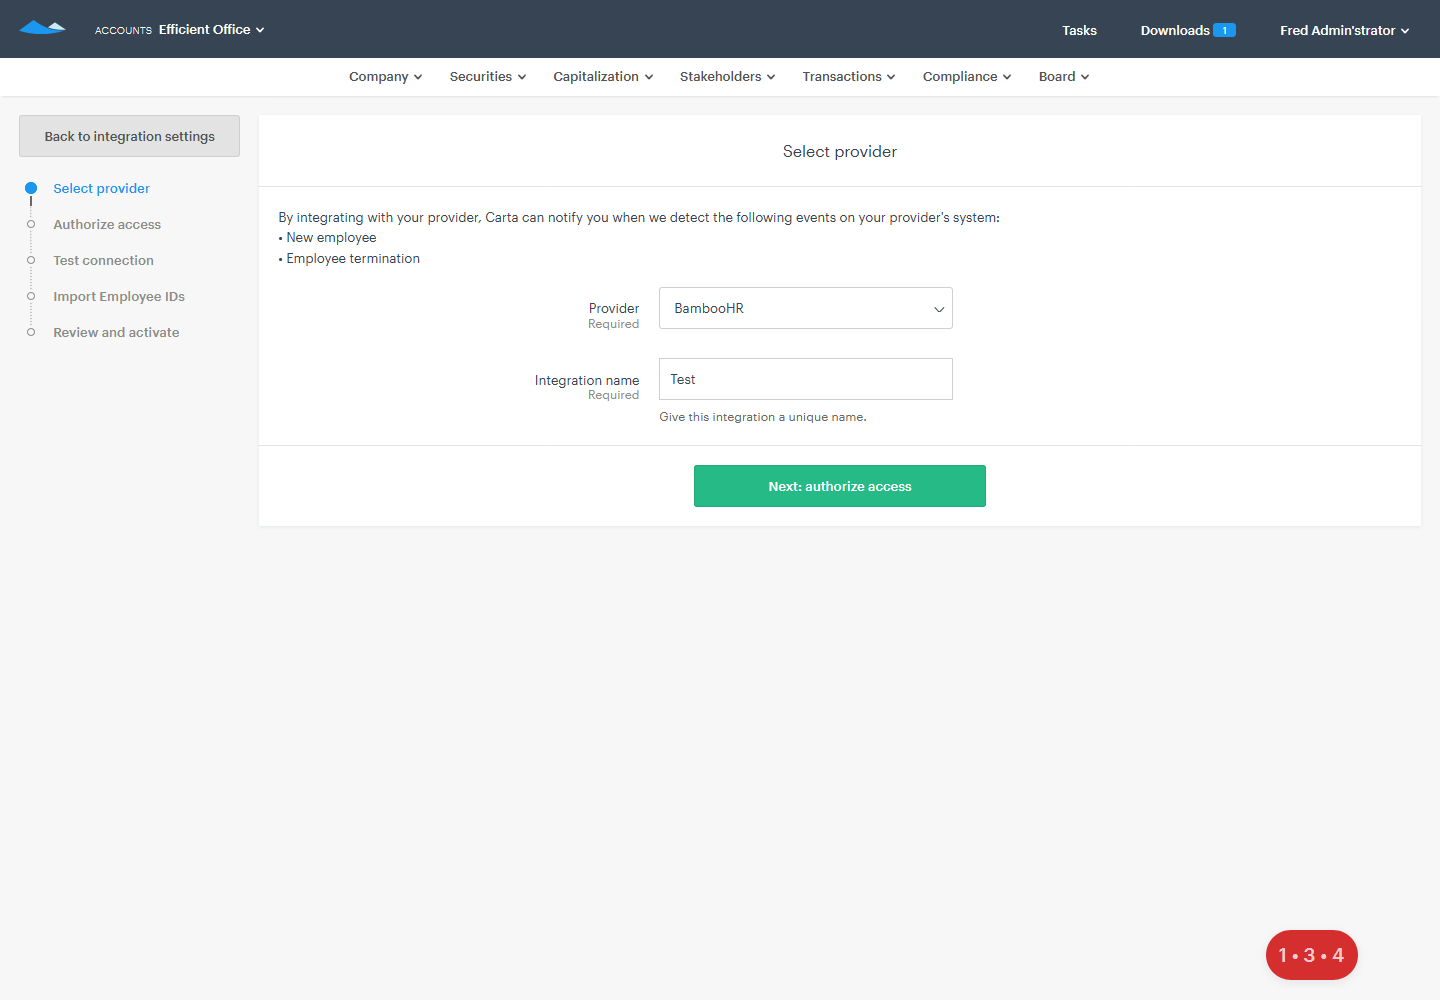 ACCOUNTS Efficient Office
Tasks
Downloads 1
Fred Admin'strator
Company
Securities
Capitalization
Stakeholders
Transactions
Compliance
Board
Back to integration settings
Select provider
Authorize access
Test connection
Import Employee IDs
Review and activate
Select provider
By integrating with your provider, Carta can notify you when we detect the following events on your provider's system:
• New employee
• Employee termination
Provider
Required
BambooHR
Integration name
Required
Test
Give this integration a unique name.
Next: authorize access
1 • 3 • 4